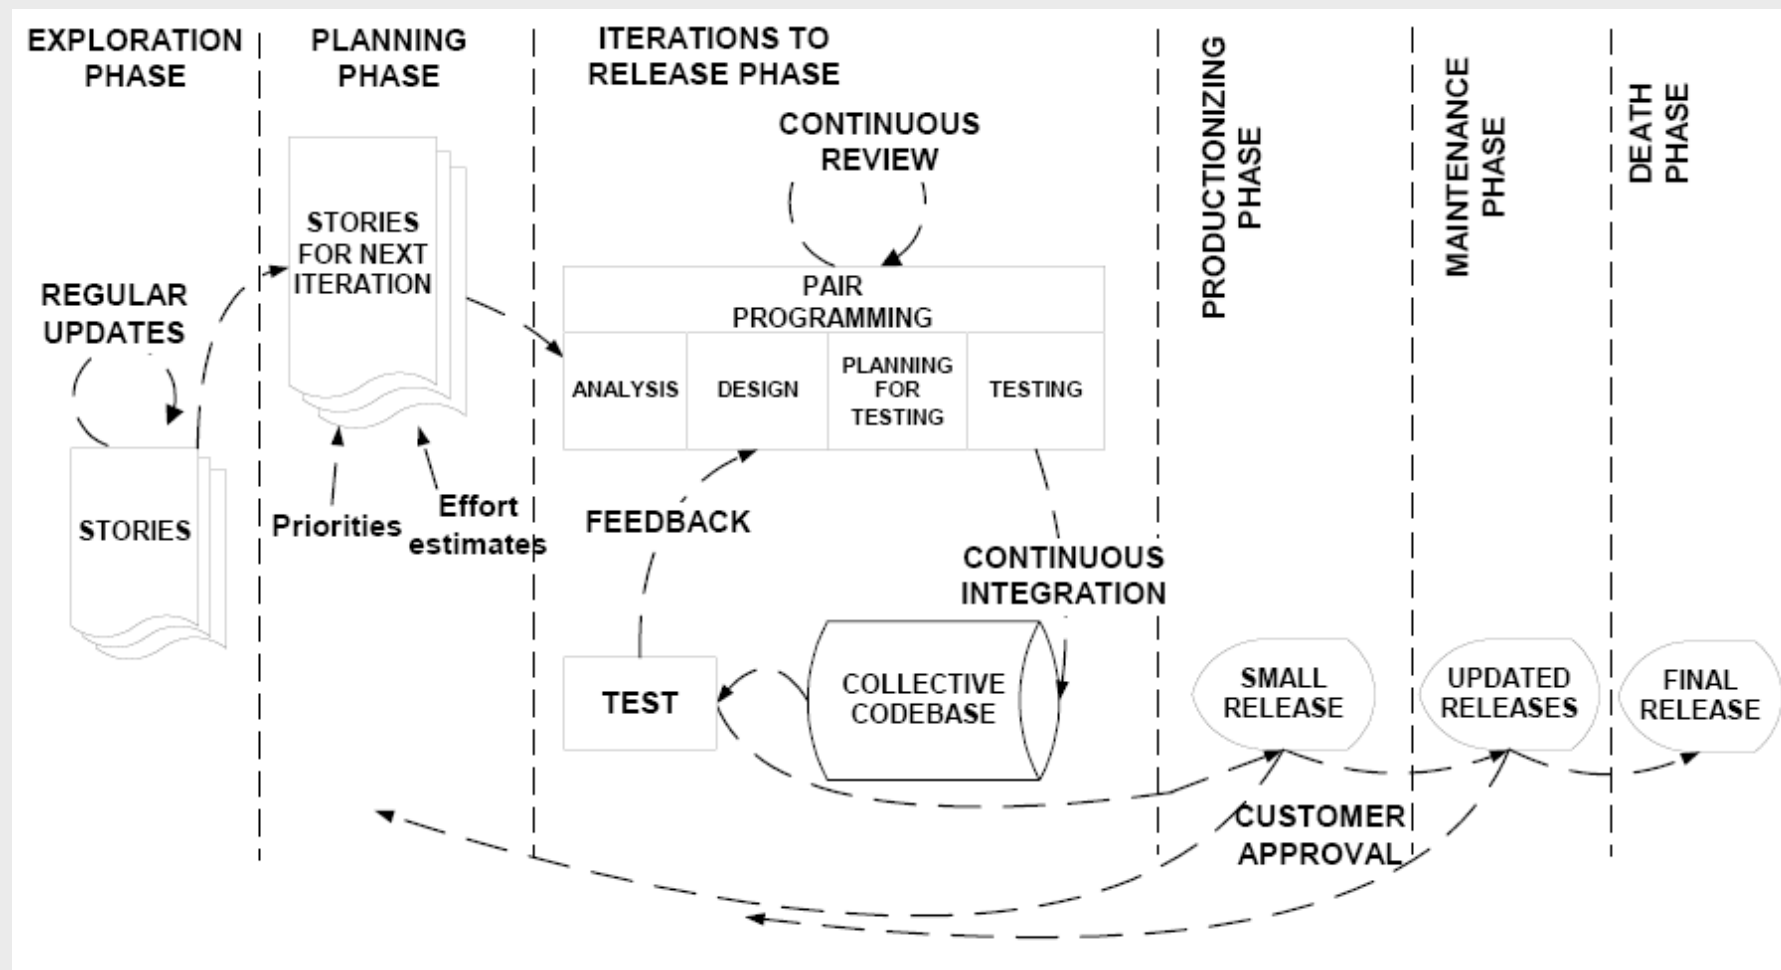 EXPLORATION
PHASE
PLANNING
PHASE
ITERATIONS TO
RELEASE PHASE
PRODUCTIONIZING
PHASE
MAINTENANCE
PHASE
DEATH
PHASE
CONTINUOUS
REVIEW
STORIES
FOR NEXT
ITERATION
REGULAR
UPDATES
PAIR
PROGRAMMING
ANALYSIS
DESIGN
PLANNING
FOR
TESTING
TESTING
STORIES
Priorities
Effort
estimates
FEEDBACK
CONTINUOUS
INTEGRATION
TEST
COLLECTIVE
CODEBASE
SMALL
RELEASE
UPDATED
RELEASES
FINAL
RELEASE
CUSTOMER
APPROVAL